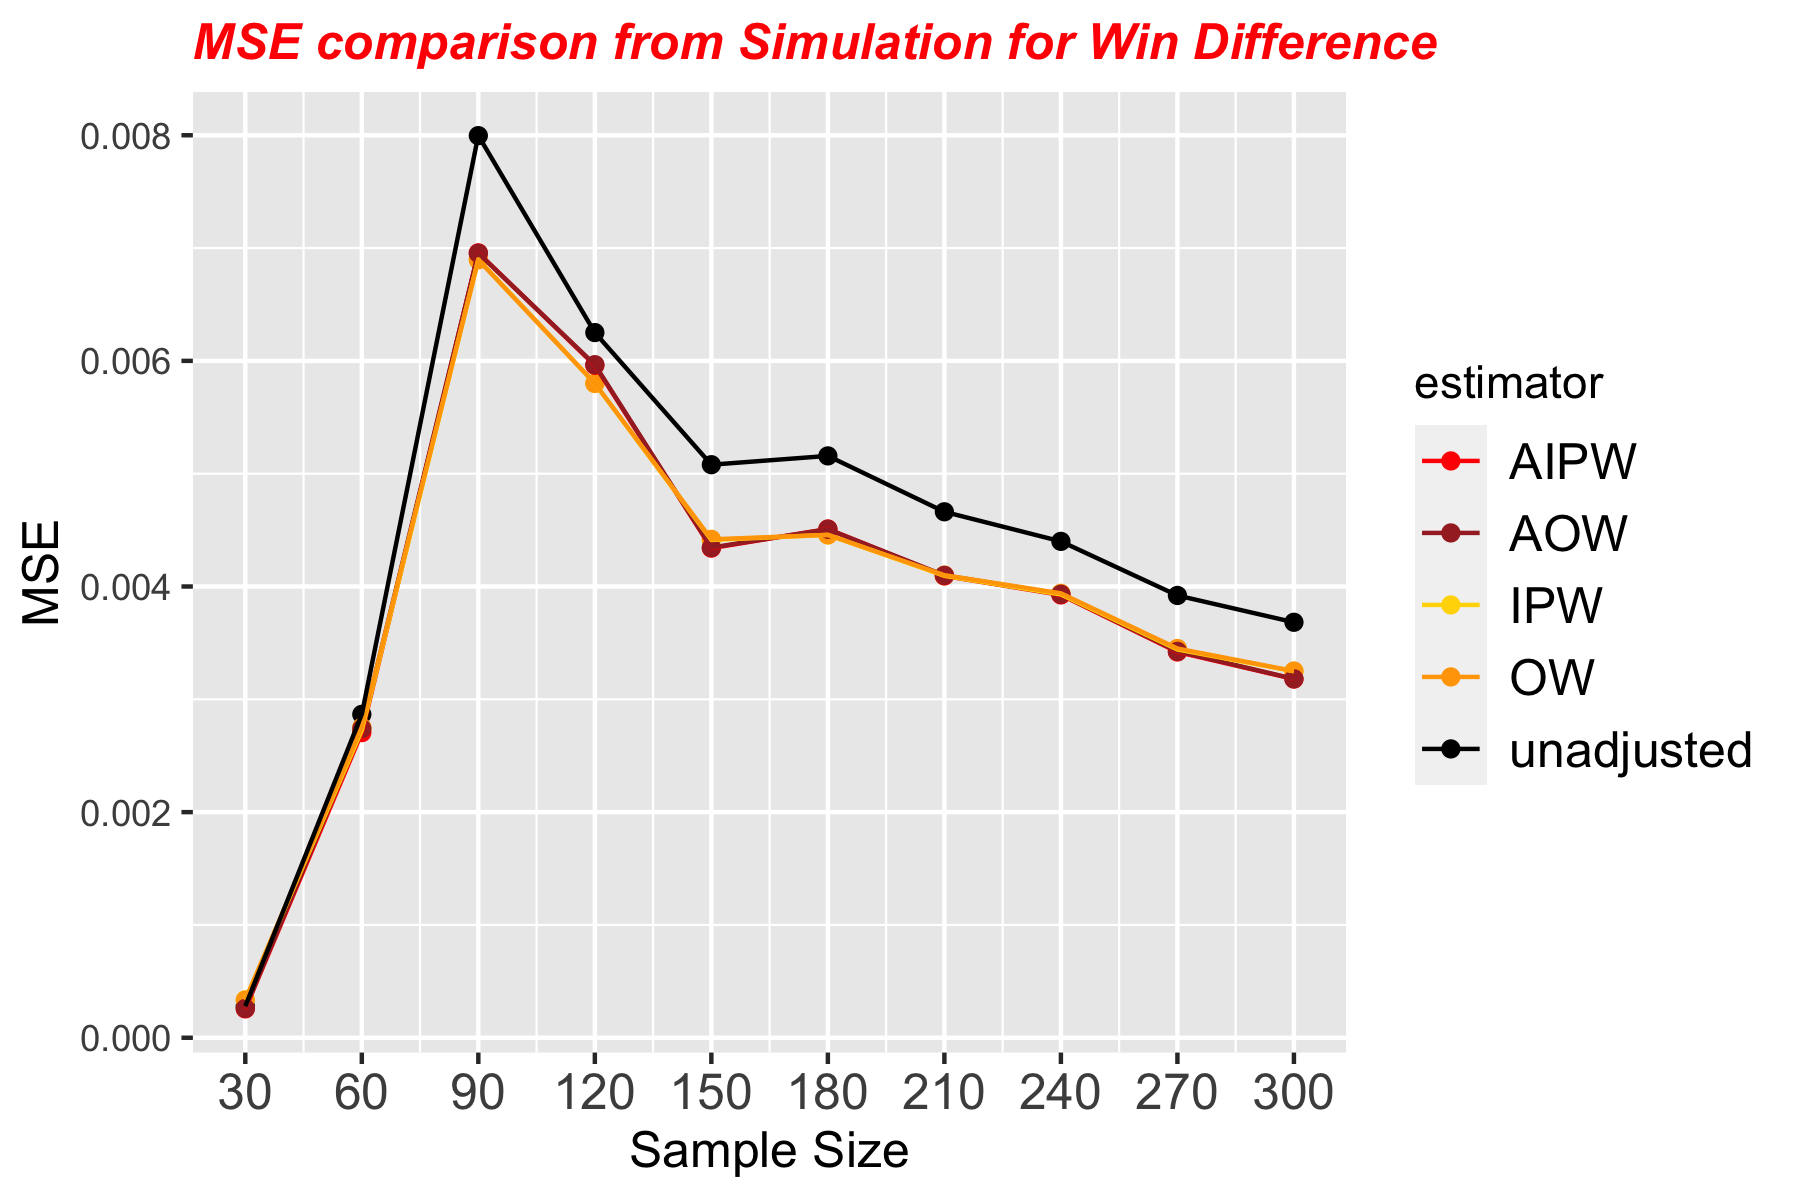 MSE comparison from Simulation for Win Difference
0.008
0.006
0.004
0.002
0.000
MSE
30 60 90 120 150 180 210 240 270 300
Sample Size
estimator
AIPW
AOW
IPW
OW
unadjusted